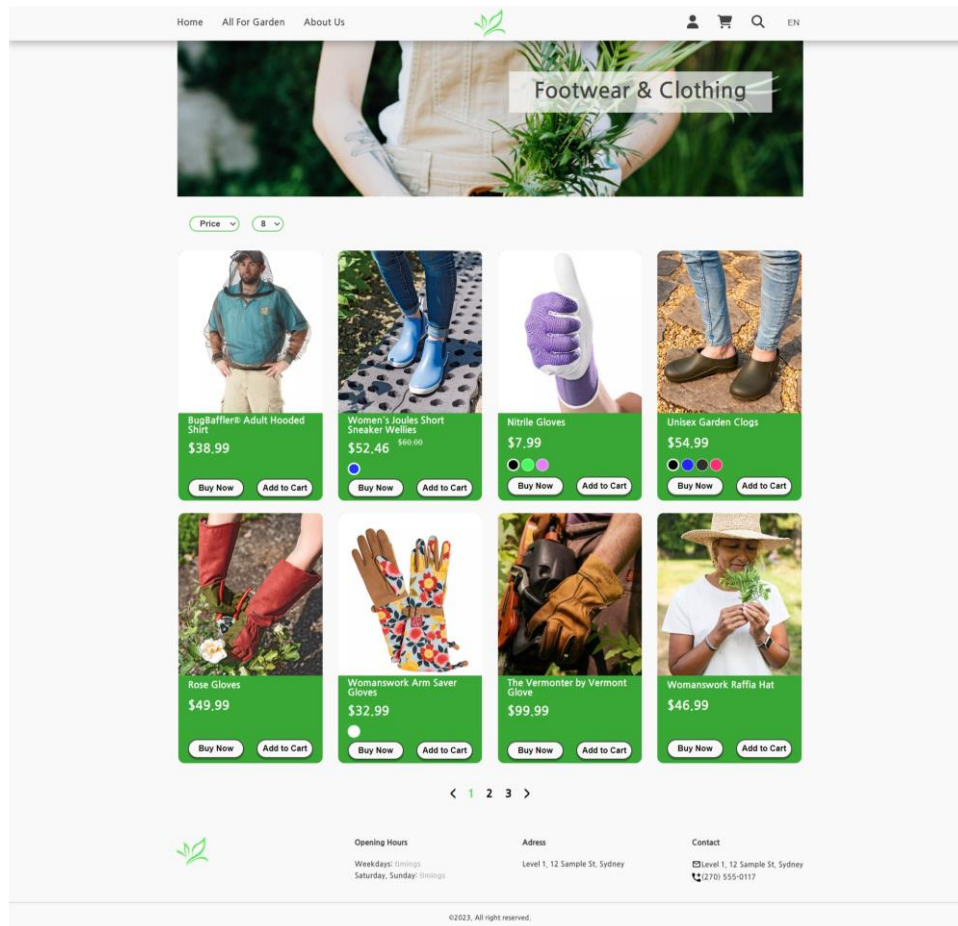 Home All For Garden About Us EN
Footwear & Clothing
Price 8
BugBaffler® Adult Hooded
Shirt
$38.99
Buy Now Add to Cart
Women's Joules Short
Sneaker Wellies
$52.46 $60.00
Buy Now Add to Cart
Nitrile Gloves
$7.99
Buy Now Add to Cart
Unisex Garden Clogs
$54.99
Buy Now Add to Cart
Rose Gloves
$49.99
Buy Now Add to Cart
Womanswork Arm Saver
Gloves
$32.99
Buy Now Add to Cart
The Vermonter by Vermont
Glove
$99.99
Buy Now Add to Cart
Womanswork Raffia Hat
$46.99
Buy Now Add to Cart
< 1 2 3 >
Opening Hours
Weekdays: timings
Saturday, Sunday: timings
Adress
Level 1, 12 Sample St, Sydney
Contact
Level 1, 12 Sample St, Sydney
(270) 555-0117
©2023, All right reserved.